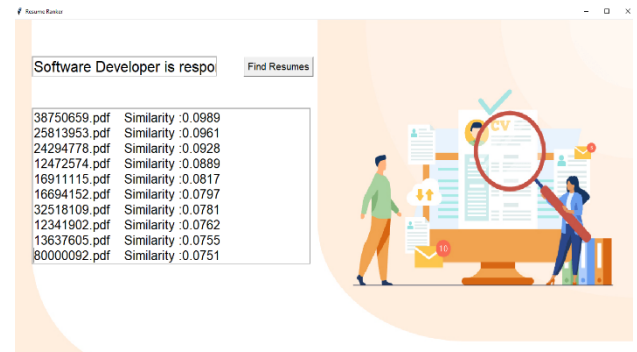 Resume Ranker
Software Developer is respo
Find Resumes
38750659.pdf Similarity :0.0989
25813953.pdf Similarity :0.0961
24294778.pdf Similarity :0.0928
12472574.pdf Similarity :0.0889
16911115.pdf Similarity :0.0817
16694152.pdf Similarity :0.0797
32518109.pdf Similarity :0.0781
12341902.pdf Similarity :0.0762
13637605.pdf Similarity :0.0755
80000092.pdf Similarity :0.0751
CV
10